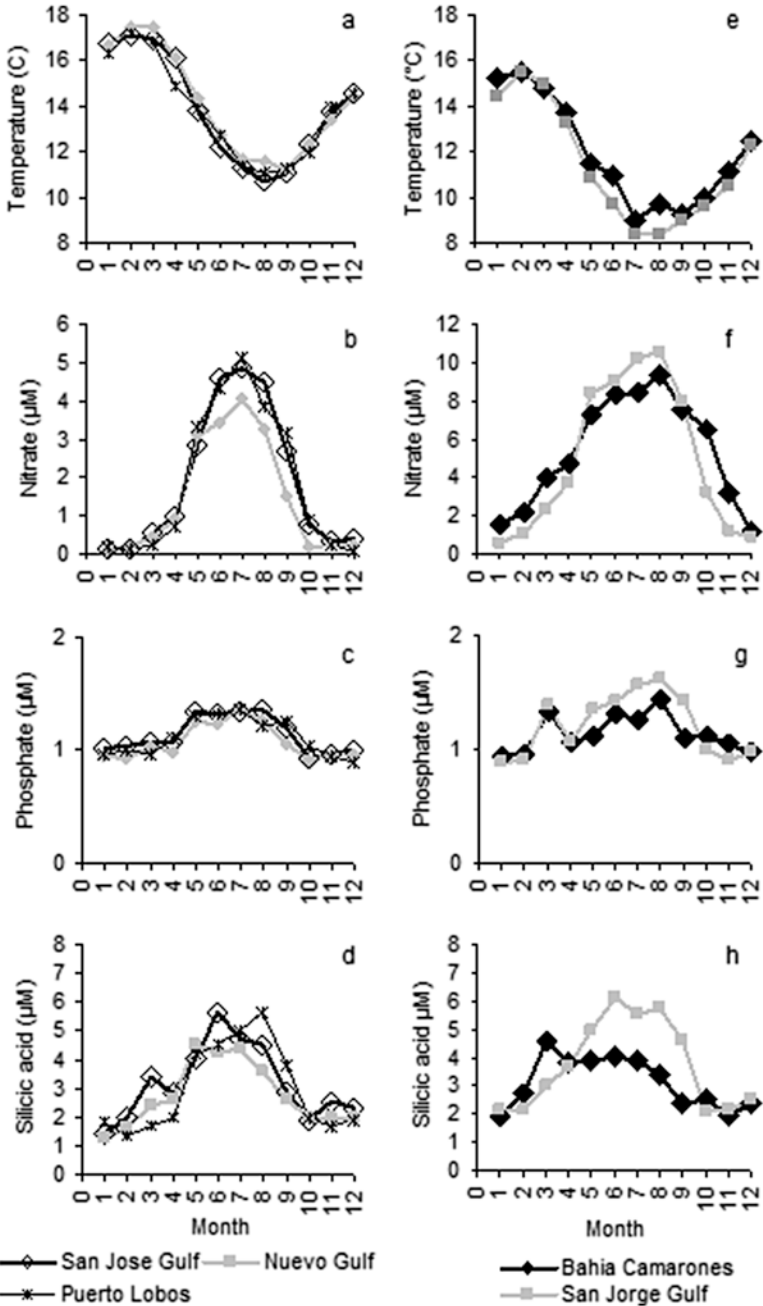 a
Temperature (C)
18
16
14
12
10
8
0 1 2 3 4 5 6 7 8 9 10 11 12
e
Temperature (°C)
18
16
14
12
10
8
0 1 2 3 4 5 6 7 8 9 10 11 12
b
Nitrate (µM)
6
5
4
3
2
1
0
0 1 2 3 4 5 6 7 8 9 10 11 12
f
Nitrate (µM)
12
10
8
6
4
2
0
0 1 2 3 4 5 6 7 8 9 10 11 12
c
Phosphate (µM)
2
1
0
0 1 2 3 4 5 6 7 8 9 10 11 12
g
Phosphate (µM)
2
1
0
0 1 2 3 4 5 6 7 8 9 10 11 12
d
Silicic acid (µM)
8
7
6
5
4
3
2
1
0
0 1 2 3 4 5 6 7 8 9 10 11 12
Month
h
Silicic acid µM)
8
7
6
5
4
3
2
1
0
0 1 2 3 4 5 6 7 8 9 10 11 12
Month
San Jose Gulf
Nuevo Gulf
Puerto Lobos
Bahia Camarones
San Jorge Gulf